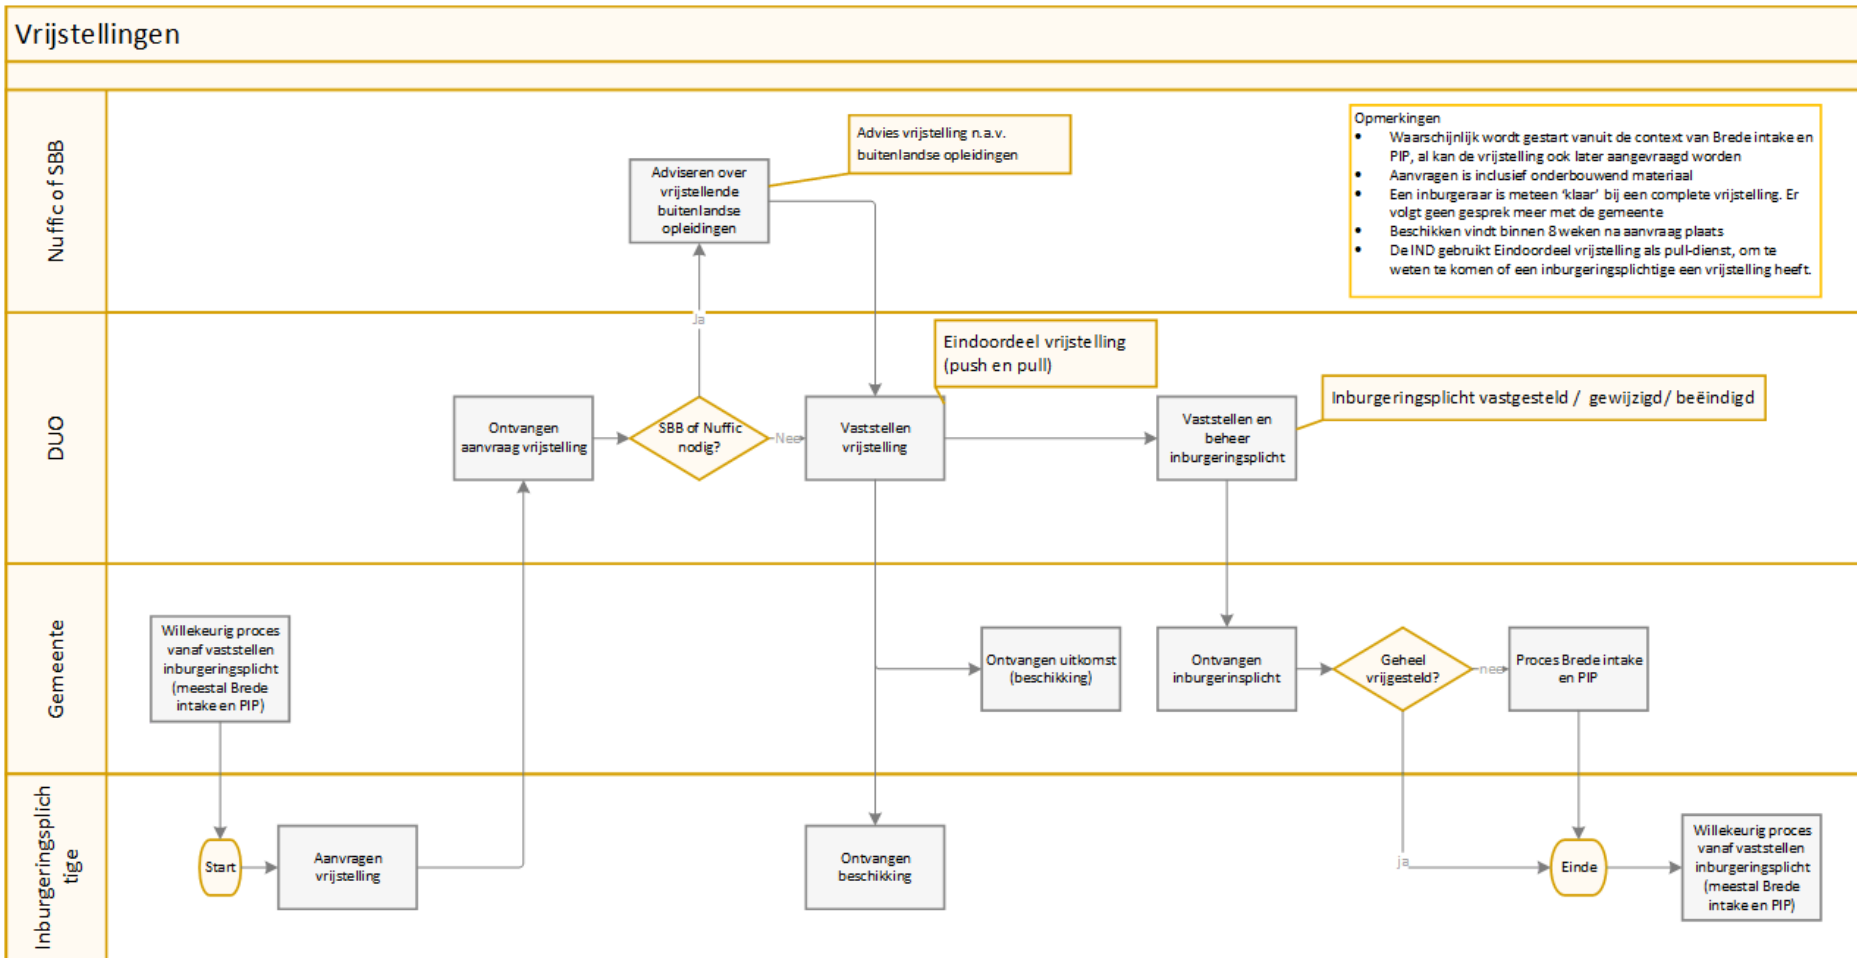 Vrijstellingen
Nuffic of SBB
Adviseren over
vrijstellende
buitenlandse
opleidingen
Advies vrijstelling n.a.v.
buitenlandse opleidingen
Opmerkingen
• Waarschijnlijk wordt gestart vanuit de context van Brede intake en
PIP, al kan de vrijstelling ook later aangevraagd worden
• Aanvragen is inclusief onderbouwend materiaal
• Een inburgeraar is meteen ‘klaar’ bij een complete vrijstelling. Er
volgt geen gesprek meer met de gemeente
• Beschikken vindt binnen 8 weken na aanvraag plaats
• De IND gebruikt Eindoordeel vrijstelling als pull-dienst, om te
weten te komen of een inburgeringsplichtige een vrijstelling heeft.
DUO
Ontvangen
aanvraag vrijstelling
SBB of Nuffic
nodig?
Ja
Nee
Vaststellen
vrijstelling
Eindoordeel vrijstelling
(push en pull)
Vaststellen en
beheer
inburgeringsplicht
Inburgeringsplicht vastgesteld / gewijzigd/ beëindigd
Gemeente
Willekeurig proces
vanaf vaststellen
inburgeringsplicht
(meestal Brede
intake en PIP)
Ontvangen uitkomst
(beschikking)
Ontvangen
inburgerinsplicht
Geheel
vrijgesteld?
nee
Proces Brede intake
en PIP
Inburgeringsplich
tige
Start
Aanvragen
vrijstelling
Ontvangen
beschikking
ja
Einde
Willekeurig proces
vanaf vaststellen
inburgeringsplicht
(meestal Brede
intake en PIP)